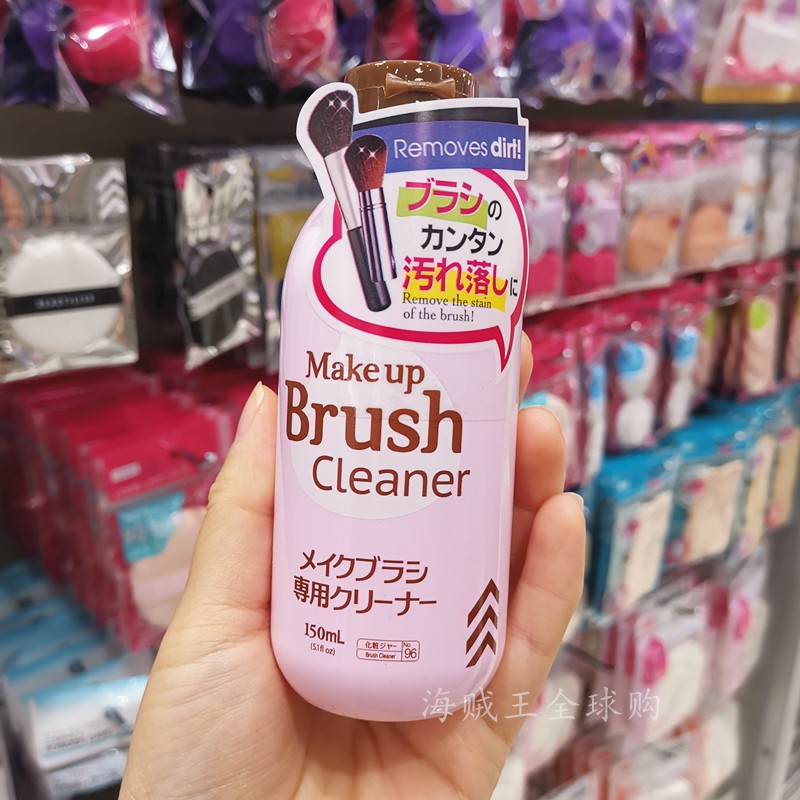 Removes dirt!
ブラシの
カンタン
汚れ落しに
Remove the stain
of the brush!
Make up
Brush
Cleaner
メイクブラシ
専用クリーナー
150mL
(5.1fl oz)
化粧ジャー
Brush Cleaner
No.
96
海贼王全球购